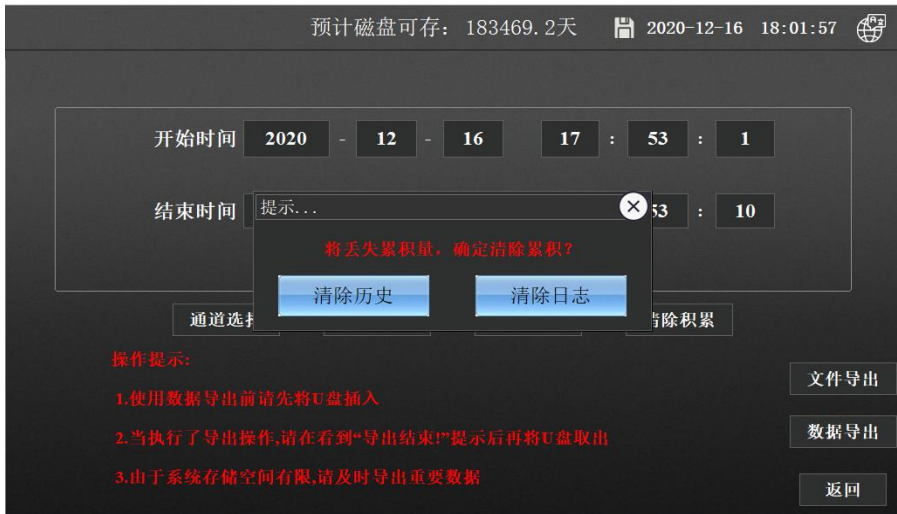 预计磁盘可存: 183469.2天 2020-12-16 18:01:57
开始时间 2020 - 12 - 16 17 : 53 : 1
结束时间 53 : 10
提示...
将丢失累积量，确定清除累积？
清除历史 清除日志
通道选择 清除积累
操作提示:
1.使用数据导出前请先将U盘插入
2.当执行了导出操作,请在看到“导出结束!”提示后再将U盘取出
3.由于系统存储空间有限,请及时导出重要数据
文件导出
数据导出
返回